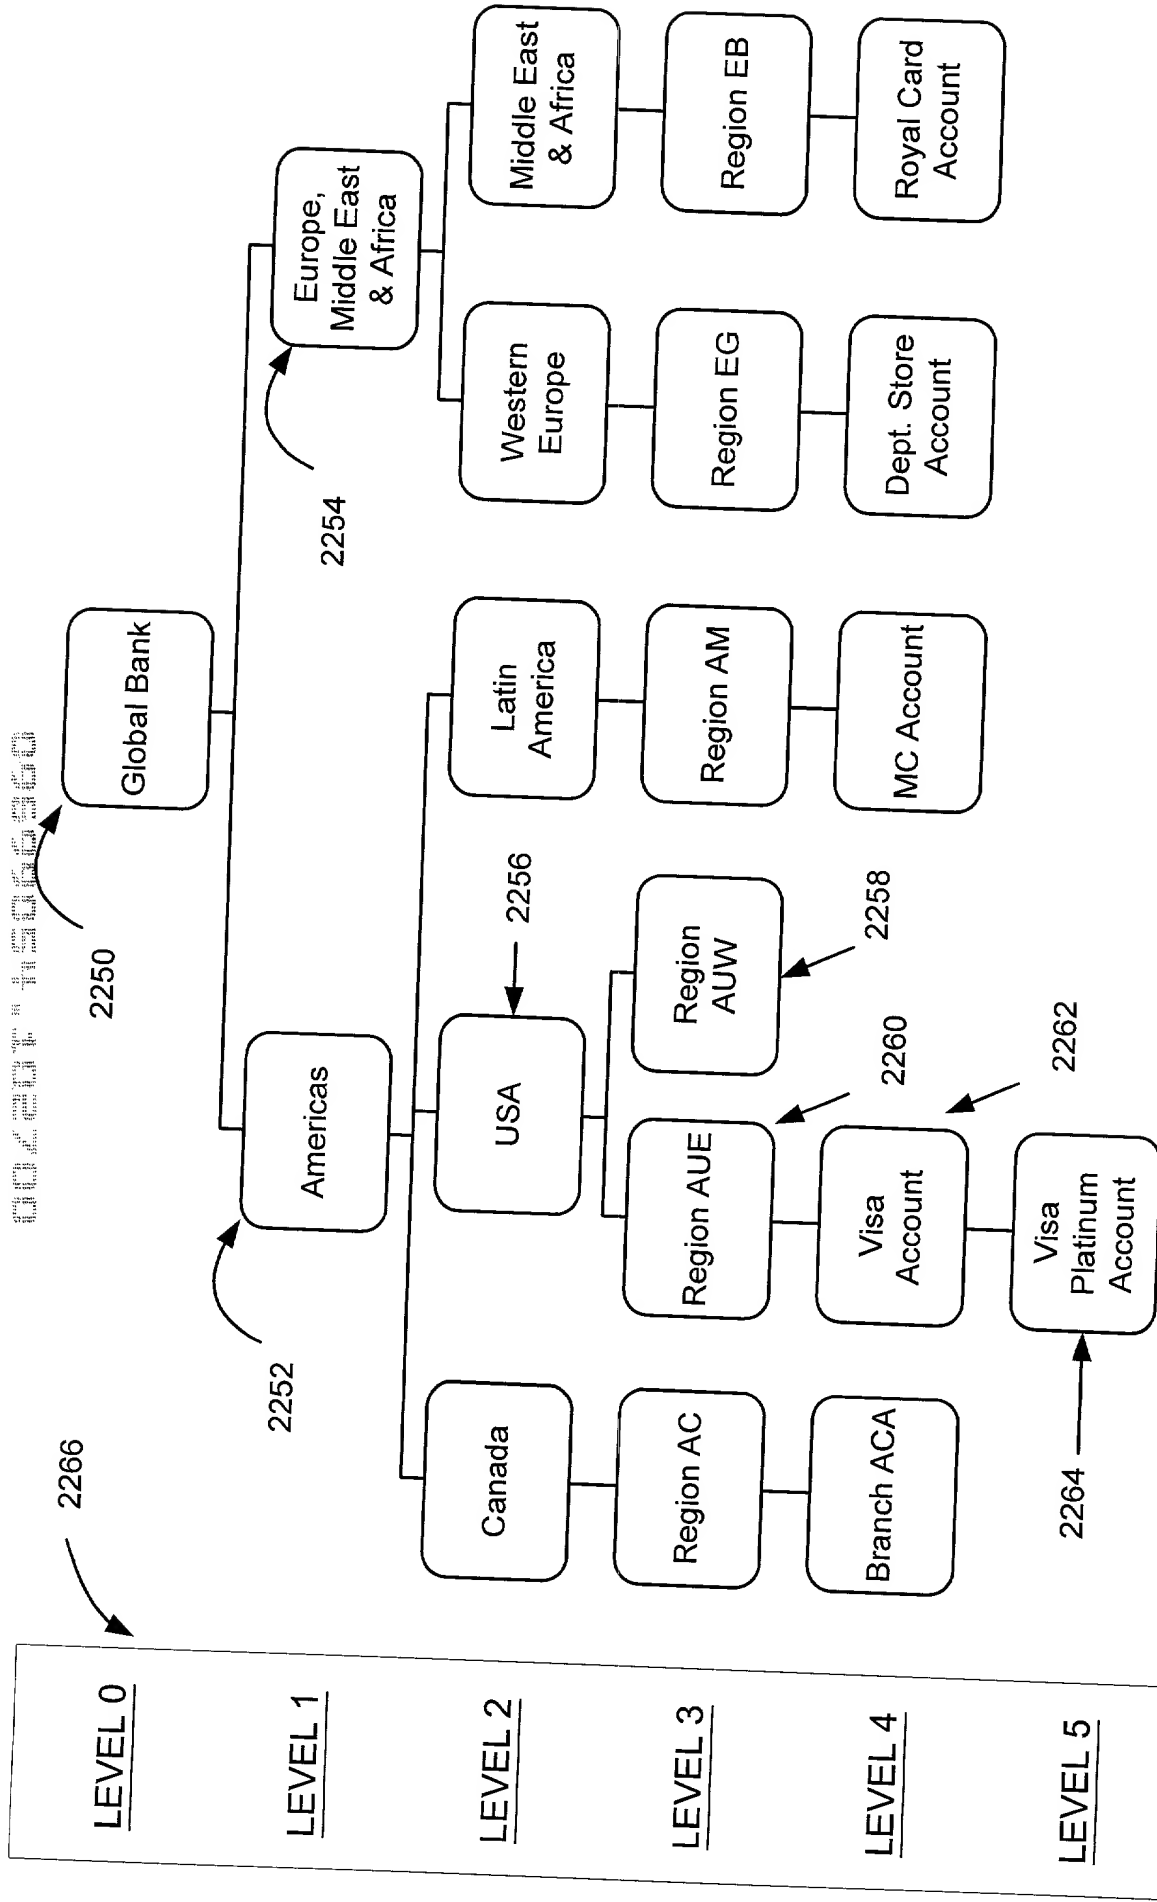 2266
LEVEL 0
LEVEL 1
LEVEL 2
LEVEL 3
LEVEL 4
LEVEL 5
2250
Global Bank
2252
Americas
2254
Europe,
Middle East
& Africa
Canada
USA
2256
Latin
America
Western
Europe
Middle East
& Africa
Region AC
Region AUE
2260
Region
AUW
2258
Region AM
Region EG
Region EB
Branch ACA
Visa
Account
2262
MC Account
Dept. Store
Account
Royal Card
Account
2264
Visa
Platinum
Account